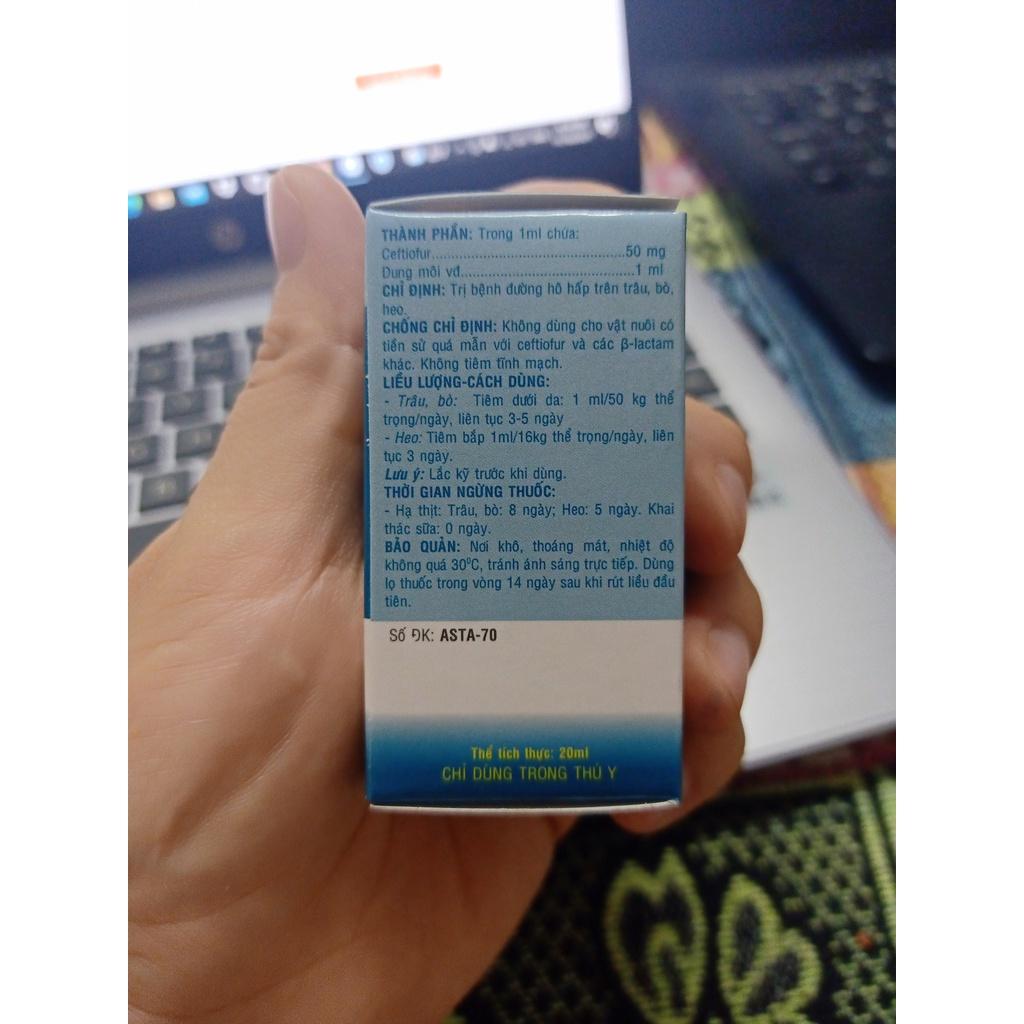 THÀNH PHẦN: Trong 1ml chứa:
Ceftiofur................................................50 mg
Dung môi vđ...........................................1 ml
CHỈ ĐỊNH: Trị bệnh đường hô hấp trên trâu, bò,
heo.
CHỐNG CHỈ ĐỊNH: Không dùng cho vật nuôi có
tiền sử quá mẫn với ceftiofur và các β-lactam
khác. Không tiêm tĩnh mạch.
LIỀU LƯỢNG-CÁCH DÙNG:
- Trâu, bò: Tiêm dưới da: 1 ml/50 kg thể
trọng/ngày, liên tục 3-5 ngày
- Heo: Tiêm bắp 1ml/16kg thể trọng/ngày, liên
tục 3 ngày.
Lưu ý: Lắc kỹ trước khi dùng.
THỜI GIAN NGỪNG THUỐC:
- Hạ thịt: Trâu, bò: 8 ngày; Heo: 5 ngày. Khai
thác sữa: 0 ngày.
BẢO QUẢN: Nơi khô, thoáng mát, nhiệt độ
không quá 30⁰C, tránh ánh sáng trực tiếp. Dùng
lọ thuốc trong vòng 14 ngày sau khi rút liều đầu
tiên.
Số ĐK: ASTA-70
Thể tích thực: 20ml
CHỈ DÙNG TRONG THÚ Y